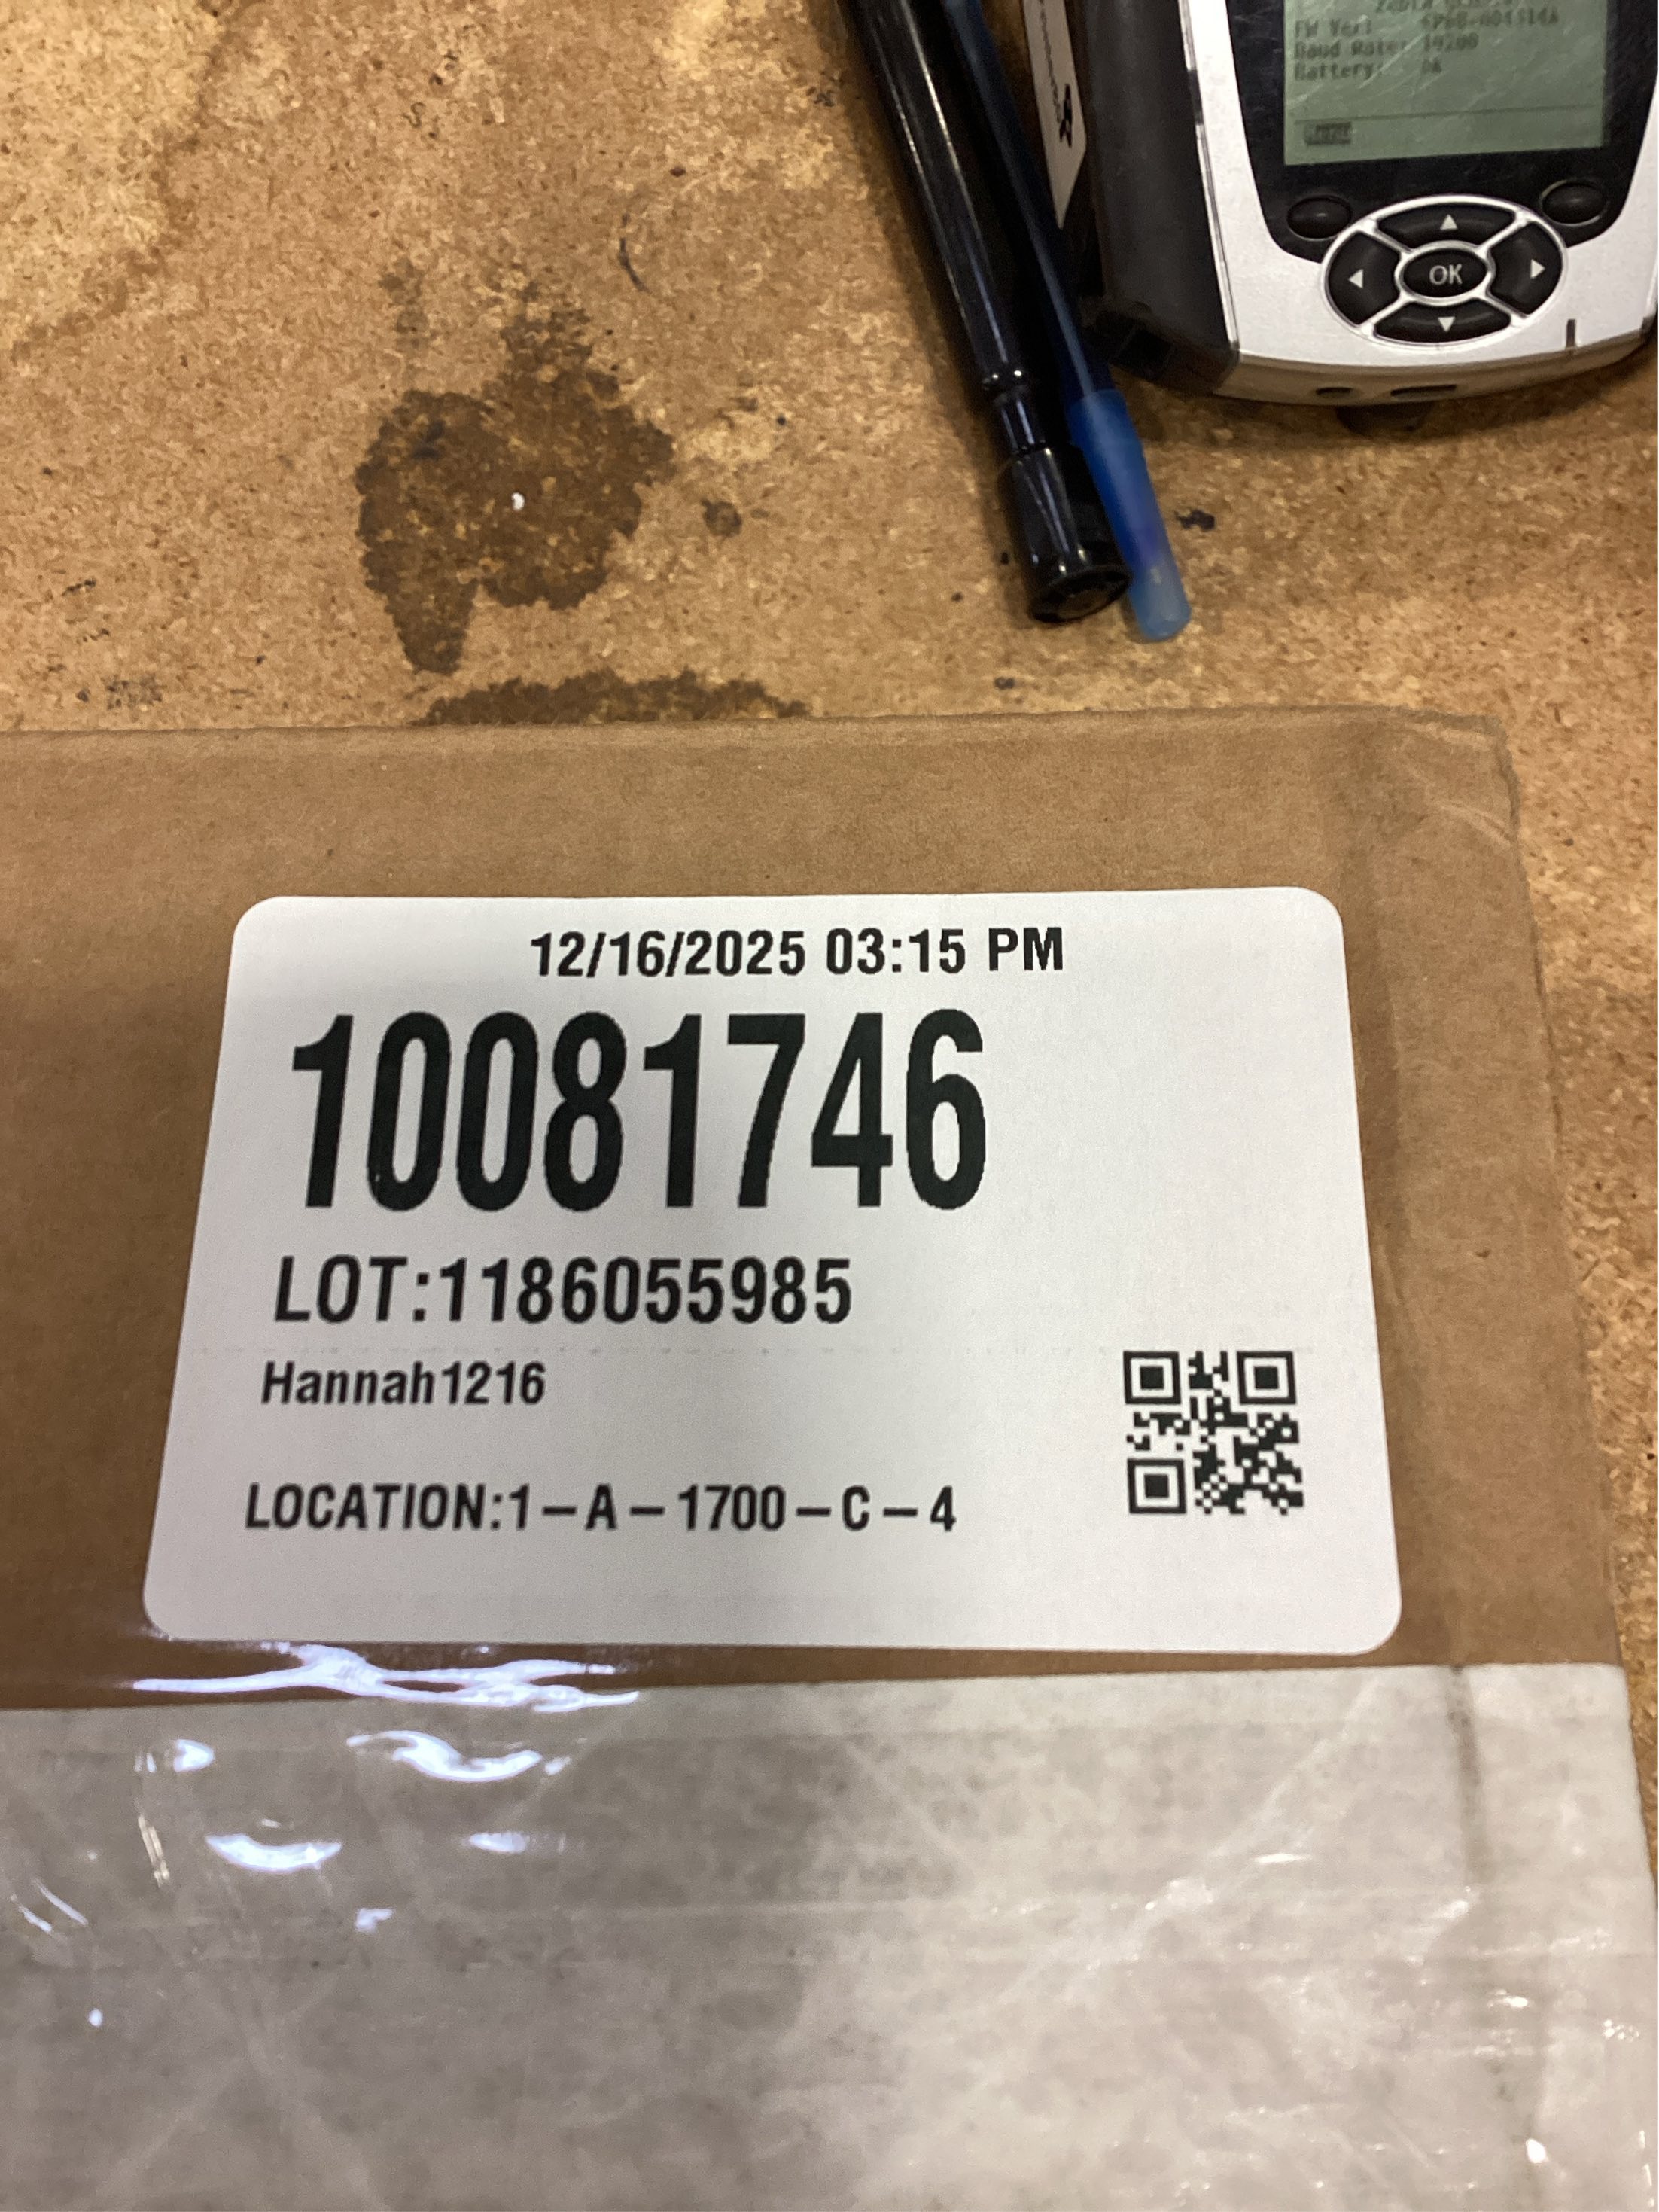 Baud Rate: 19200
Battery: OK
OK
12/16/2025 03:15 PM
10081746
LOT:1186055985
Hannah1216
LOCATION:1-A-1700-C-4